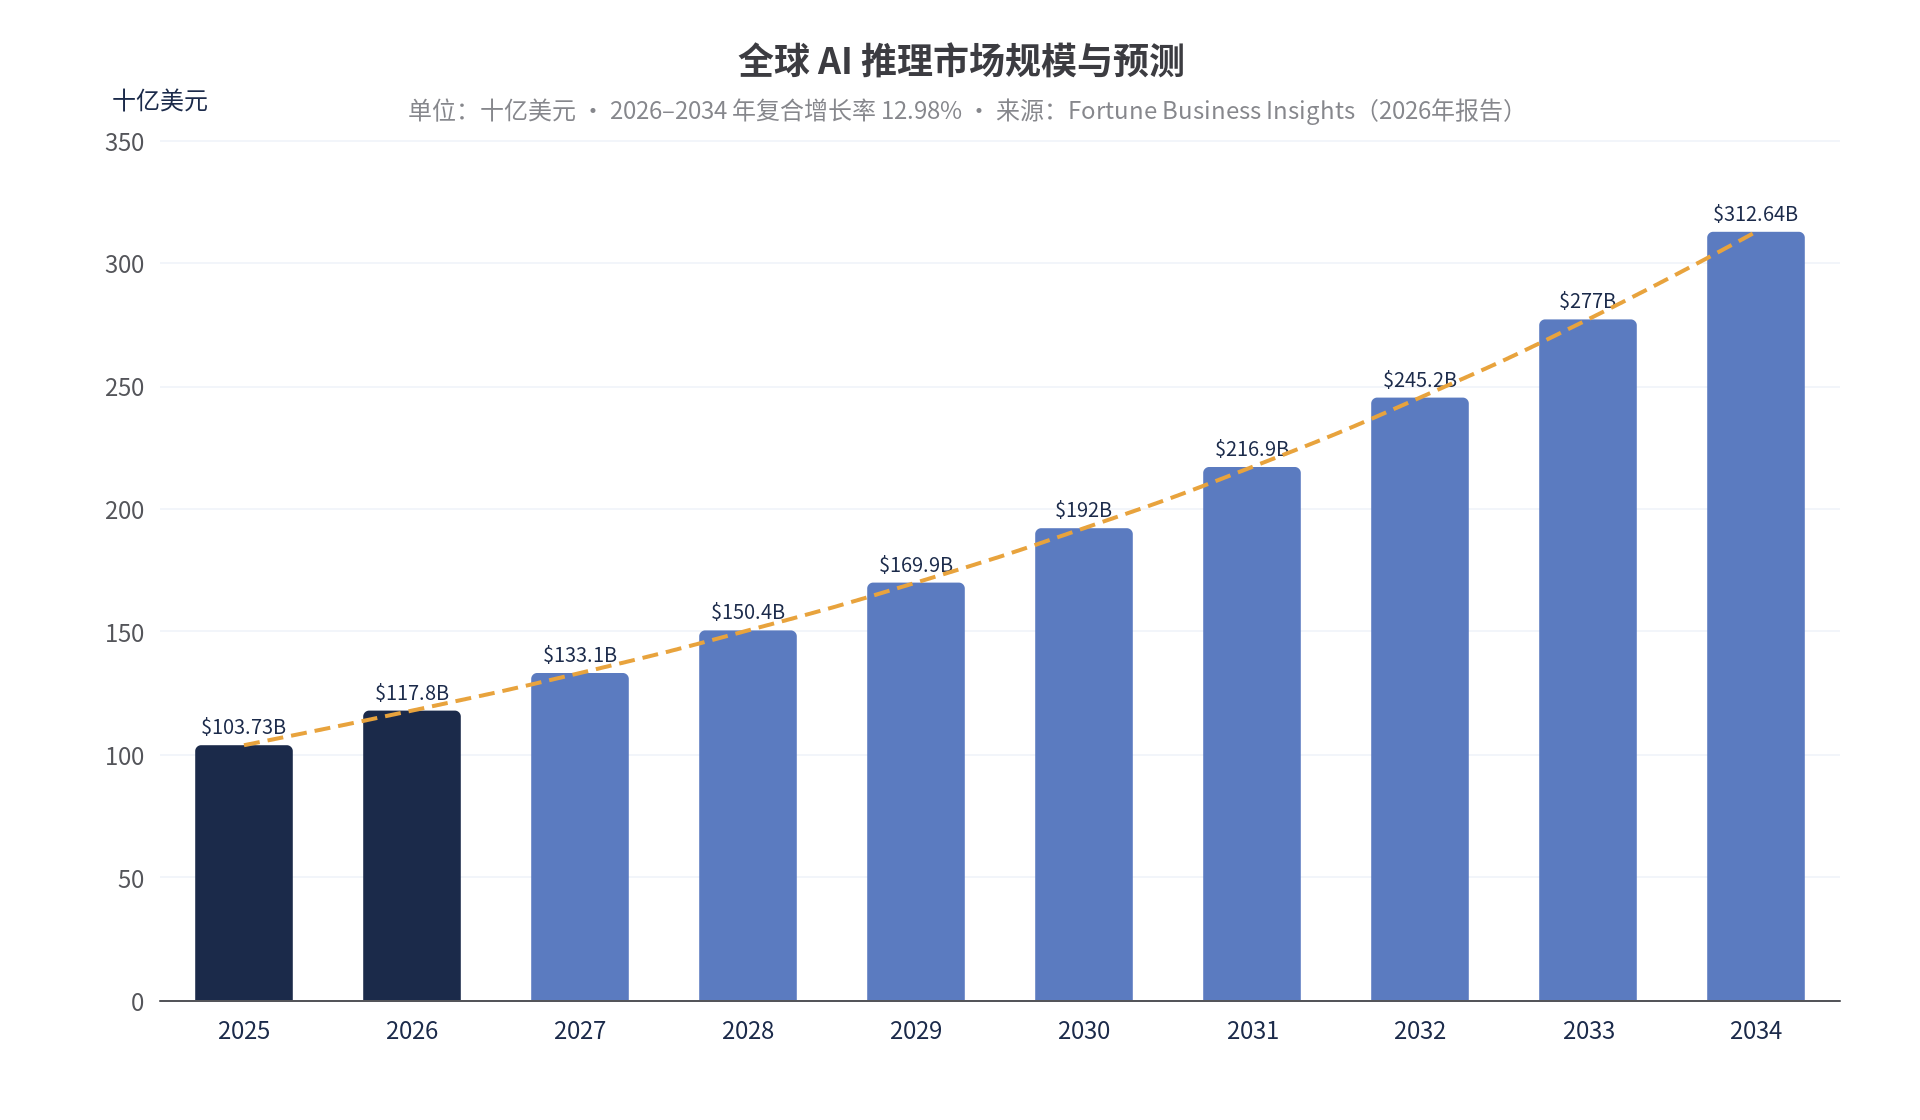 全球 AI 推理市场规模与预测
十亿美元
单位：十亿美元 • 2026–2034 年复合增长率 12.98% • 来源：Fortune Business Insights（2026年报告）
350
300
250
200
150
100
50
0
$103.73B
$117.8B
$133.1B
$150.4B
$169.9B
$192B
$216.9B
$245.2B
$277B
$312.64B
2025 2026 2027 2028 2029 2030 2031 2032 2033 2034